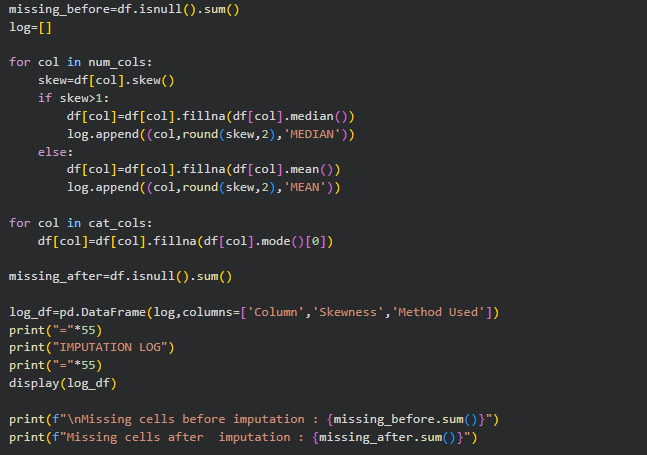 missing_before=df.isnull().sum()
log=[]

for col in num_cols:
    skew=df[col].skew()
    if skew>1:
        df[col]=df[col].fillna(df[col].median())
        log.append((col,round(skew,2),'MEDIAN'))
    else:
        df[col]=df[col].fillna(df[col].mean())
        log.append((col,round(skew,2),'MEAN'))

for col in cat_cols:
    df[col]=df[col].fillna(df[col].mode()[0])

missing_after=df.isnull().sum()

log_df=pd.DataFrame(log,columns=['Column','Skewness','Method Used'])
print("="*55)
print("IMPUTATION LOG")
print("="*55)
display(log_df)

print(f"\nMissing cells before imputation : {missing_before.sum()}")
print(f"Missing cells after  imputation : {missing_after.sum()}")